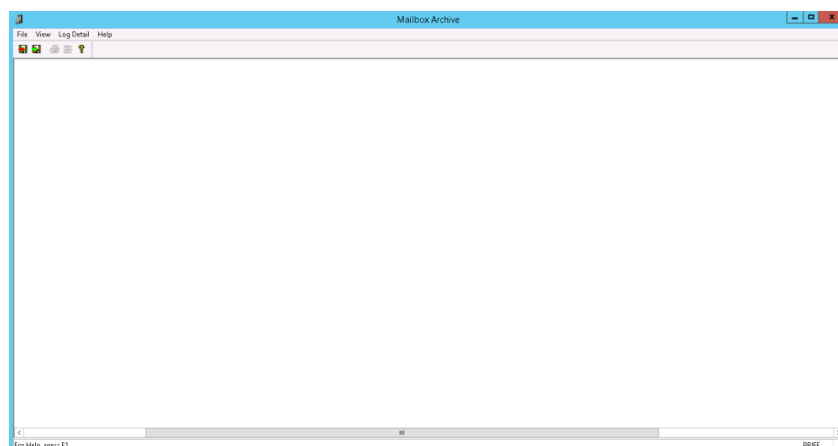 Mailbox Archive
File View Log Detail Help
For Help, press F1
BRIEF